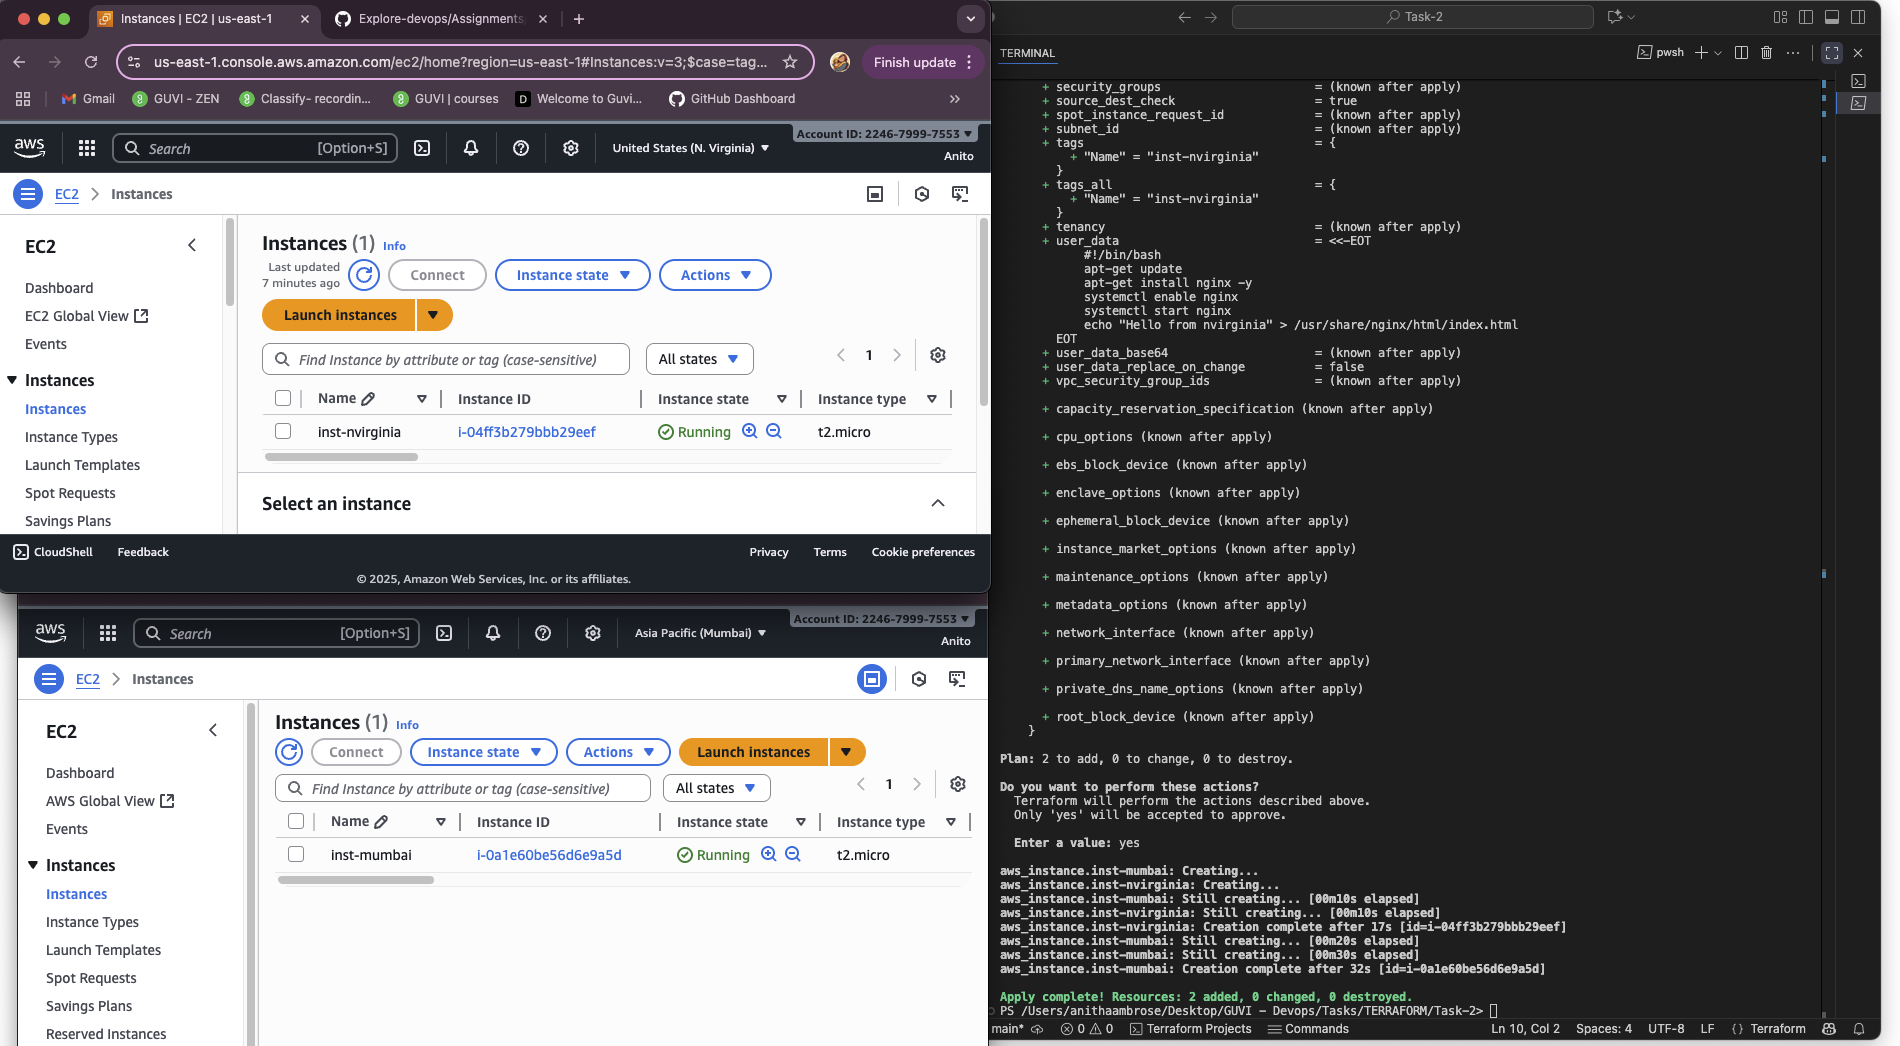 Instances | EC2 | us-east-1
Explore-devops/Assignments
us-east-1.console.aws.amazon.com/ec2/home?region=us-east-1#Instances:v=3;$case=tag...
Finish update
Gmail
GUVI - ZEN
Classify- recordin...
GUVI | courses
Welcome to Guvi...
GitHub Dashboard
aws
Search
[Option+S]
United States (N. Virginia)
Account ID: 2246-7999-7553
Anito
EC2
Instances
EC2
Dashboard
EC2 Global View
Events
Instances
Instances
Instance Types
Launch Templates
Spot Requests
Savings Plans
Instances (1) Info
Last updated
7 minutes ago
Connect
Instance state
Actions
Launch instances
Find Instance by attribute or tag (case-sensitive)
All states
1
Name
Instance ID
Instance state
Instance type
inst-nvirginia
i-04ff3b279bbb29eef
Running
t2.micro
Select an instance
CloudShell
Feedback
Privacy
Terms
Cookie preferences
© 2025, Amazon Web Services, Inc. or its affiliates.
aws
Search
[Option+S]
Asia Pacific (Mumbai)
Account ID: 2246-7999-7553
Anito
EC2
Instances
EC2
Dashboard
AWS Global View
Events
Instances
Instances
Instance Types
Launch Templates
Spot Requests
Savings Plans
Reserved Instances
Instances (1) Info
Connect
Instance state
Actions
Launch instances
Find Instance by attribute or tag (case-sensitive)
All states
1
Name
Instance ID
Instance state
Instance type
inst-mumbai
i-0a1e60be56d6e9a5d
Running
t2.micro
Task-2
TERMINAL
pwsh
+ security_groups = (known after apply)
+ source_dest_check = true
+ spot_instance_request_id = (known after apply)
+ subnet_id = (known after apply)
+ tags = {
+ "Name" = "inst-nvirginia"
}
+ tags_all = {
+ "Name" = "inst-nvirginia"
}
+ tenancy = (known after apply)
+ user_data = <<-EOT
#!/bin/bash
apt-get update
apt-get install nginx -y
systemctl enable nginx
systemctl start nginx
echo "Hello from nvirginia" > /usr/share/nginx/html/index.html
EOT
+ user_data_base64 = (known after apply)
+ user_data_replace_on_change = false
+ vpc_security_group_ids = (known after apply)
+ capacity_reservation_specification (known after apply)
+ cpu_options (known after apply)
+ ebs_block_device (known after apply)
+ enclave_options (known after apply)
+ ephemeral_block_device (known after apply)
+ instance_market_options (known after apply)
+ maintenance_options (known after apply)
+ metadata_options (known after apply)
+ network_interface (known after apply)
+ primary_network_interface (known after apply)
+ private_dns_name_options (known after apply)
+ root_block_device (known after apply)
}
Plan: 2 to add, 0 to change, 0 to destroy.
Do you want to perform these actions?
Terraform will perform the actions described above.
Only 'yes' will be accepted to approve.
Enter a value: yes
aws_instance.inst-mumbai: Creating...
aws_instance.inst-nvirginia: Creating...
aws_instance.inst-mumbai: Still creating... [00m10s elapsed]
aws_instance.inst-nvirginia: Still creating... [00m10s elapsed]
aws_instance.inst-nvirginia: Creation complete after 17s [id=i-04ff3b279bbb29eef]
aws_instance.inst-mumbai: Still creating... [00m20s elapsed]
aws_instance.inst-mumbai: Still creating... [00m30s elapsed]
aws_instance.inst-mumbai: Creation complete after 32s [id=i-0a1e60be56d6e9a5d]
Apply complete! Resources: 2 added, 0 changed, 0 destroyed.
PS /Users/anithaambrose/Desktop/GUVI - Devops/Tasks/TERRAFORM/Task-2>
main*
0
0
Terraform Projects
Commands
Ln 10, Col 2
Spaces: 4
UTF-8
LF
{} Terraform